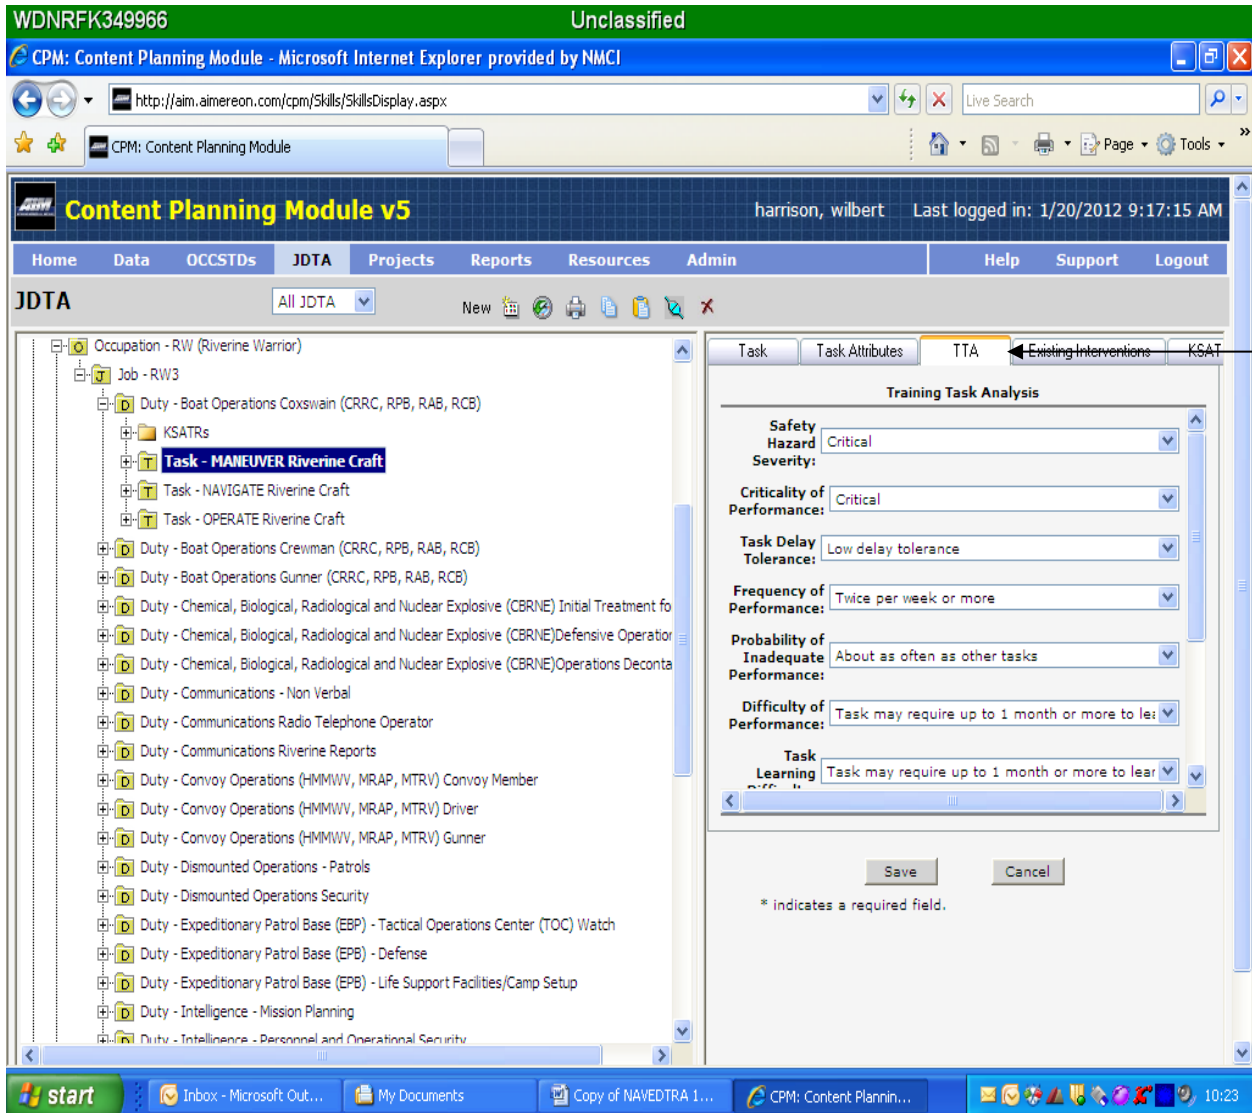 WDNRFK349966 Unclassified
CPM: Content Planning Module - Microsoft Internet Explorer provided by NMCI
http://aim.aimereon.com/cpm/Skills/SkillsDisplay.aspx Live Search
CPM: Content Planning Module Page Tools »
Content Planning Module v5 harrison, wilbert Last logged in: 1/20/2012 9:17:15 AM
Home Data OCCSTDs JDTA Projects Reports Resources Admin Help Support Logout
JDTA All JDTA New
Occupation - RW (Riverine Warrior)
Job - RW3
Duty - Boat Operations Coxswain (CRRC, RPB, RAB, RCB)
KSATRs
Task - MANEUVER Riverine Craft
Task - NAVIGATE Riverine Craft
Task - OPERATE Riverine Craft
Duty - Boat Operations Crewman (CRRC, RPB, RAB, RCB)
Duty - Boat Operations Gunner (CRRC, RPB, RAB, RCB)
Duty - Chemical, Biological, Radiological and Nuclear Explosive (CBRNE) Initial Treatment fo
Duty - Chemical, Biological, Radiological and Nuclear Explosive (CBRNE)Defensive Operation
Duty - Chemical, Biological, Radiological and Nuclear Explosive (CBRNE)Operations Deconta
Duty - Communications - Non Verbal
Duty - Communications Radio Telephone Operator
Duty - Communications Riverine Reports
Duty - Convoy Operations (HMMWV, MRAP, MTRV) Convoy Member
Duty - Convoy Operations (HMMWV, MRAP, MTRV) Driver
Duty - Convoy Operations (HMMWV, MRAP, MTRV) Gunner
Duty - Dismounted Operations - Patrols
Duty - Dismounted Operations Security
Duty - Expeditionary Patrol Base (EBP) - Tactical Operations Center (TOC) Watch
Duty - Expeditionary Patrol Base (EPB) - Defense
Duty - Expeditionary Patrol Base (EPB) - Life Support Facilities/Camp Setup
Duty - Intelligence - Mission Planning
Duty - Intelligence - Personnel and Operational Security
Task Task Attributes TTA Existing Interventions KSAT
Training Task Analysis
Safety
Hazard Critical
Severity:
Criticality of
Performance: Critical
Task Delay
Tolerance: Low delay tolerance
Frequency of
Performance: Twice per week or more
Probability of
Inadequate About as often as other tasks
Performance:
Difficulty of
Performance: Task may require up to 1 month or more to lea
Task
Learning Task may require up to 1 month or more to lear
Difficulty
Save Cancel
* indicates a required field.
start Inbox - Microsoft Out... My Documents Copy of NAVEDTRA 1... CPM: Content Plannin... 10:23